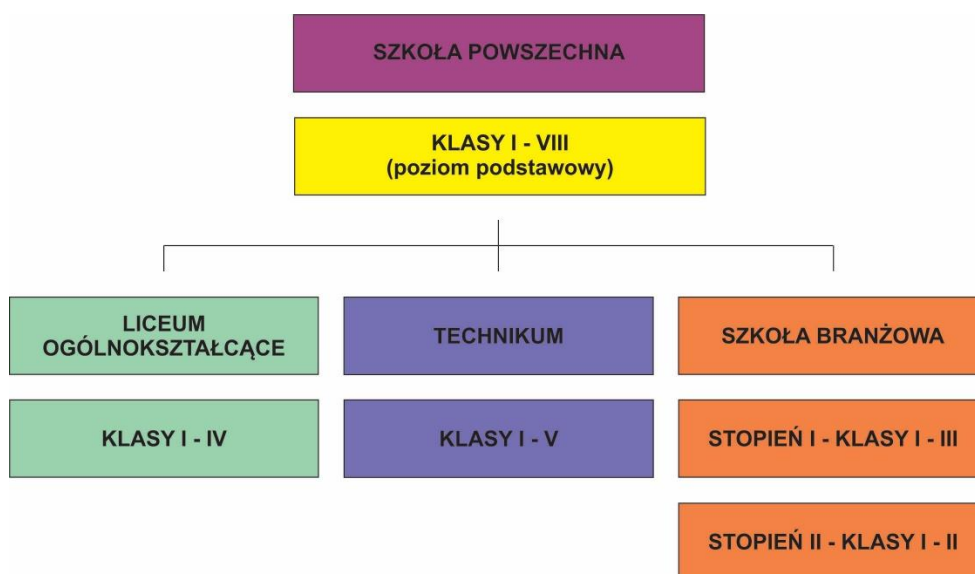 SZKOŁA POWSZECHNA
KLASY I - VIII
(poziom podstawowy)
LICEUM
OGÓLNOKSZTAŁCĄCE
TECHNIKUM
SZKOŁA BRANŻOWA
KLASY I - IV
KLASY I - V
STOPIEŃ I - KLASY I - III
STOPIEŃ II - KLASY I - II